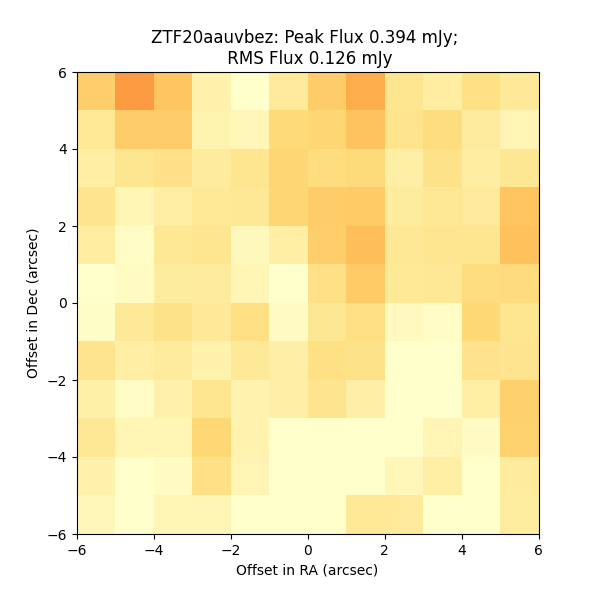 ZTF20aauvbez: Peak Flux 0.394 mJy;
RMS Flux 0.126 mJy
6
4
2
0
−2
−4
−6
Offset in Dec (arcsec)
−6 −4 −2 0 2 4 6
Offset in RA (arcsec)